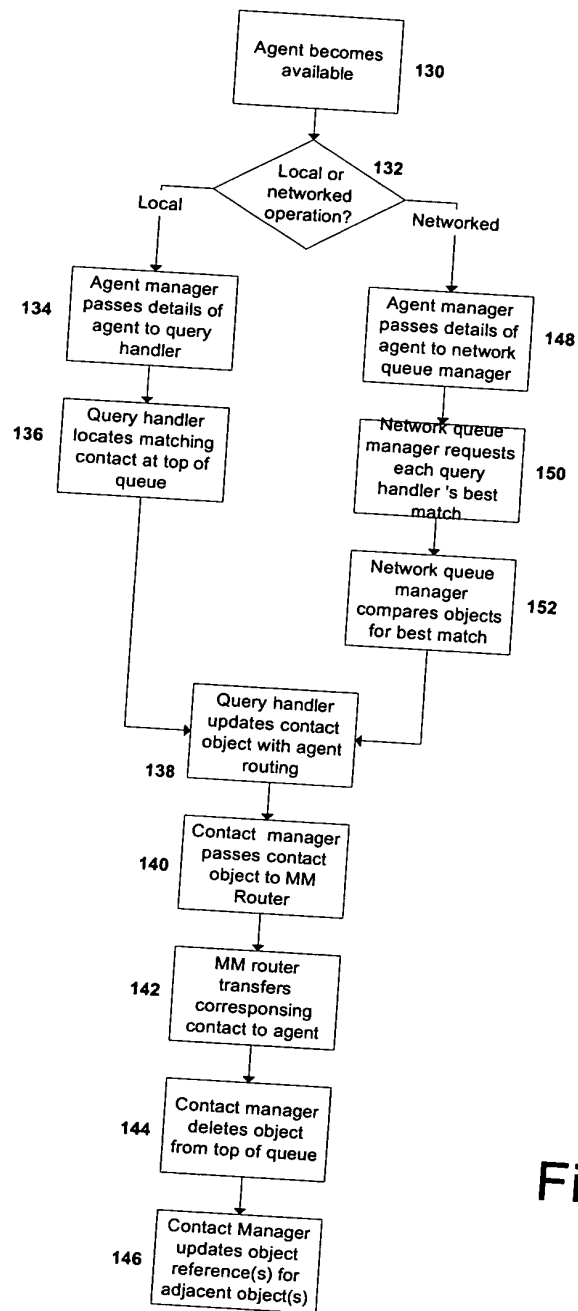 Agent becomes
available
130
132
Local or
networked
operation?
Local
Networked
134
Agent manager
passes details of
agent to query
handler
Agent manager
passes details of
agent to network
queue manager
148
136
Query handler
locates matching
contact at top of
queue
Network queue
manager requests
each query
handler 's best
match
150
Network queue
manager
compares objects
for best match
152
Query handler
updates contact
object with agent
routing
138
Contact manager
passes contact
object to MM
Router
140
MM router
transfers
corresponsing
contact to agent
142
Contact manager
deletes object
from top of queue
144
Contact Manager
updates object
reference(s) for
adjacent object(s)
146
Fi